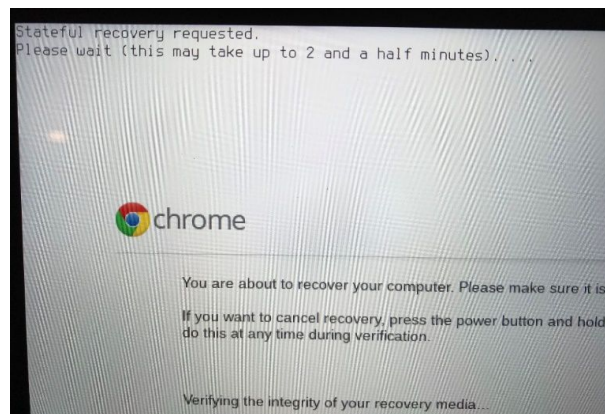 Stateful recovery requested.
Please wait (this may take up to 2 and a half minutes). . .
chrome
You are about to recover your computer. Please make sure it is
If you want to cancel recovery, press the power button and hold
do this at any time during verification.
Verifying the integrity of your recovery media...